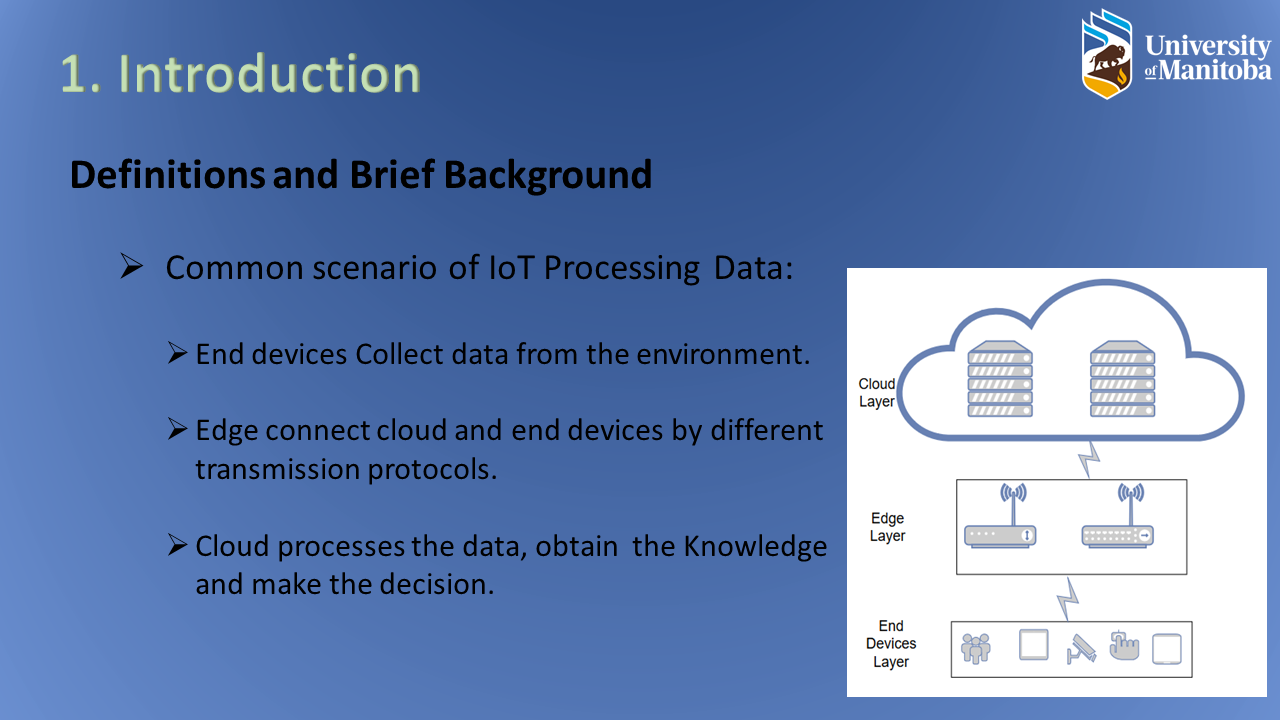 1. Introduction
University
of Manitoba
Definitions and Brief Background
➢ Common scenario of IoT Processing Data:
➢ End devices Collect data from the environment.
➢ Edge connect cloud and end devices by different
transmission protocols.
➢ Cloud processes the data, obtain the Knowledge
and make the decision.
Cloud
Layer
Edge
Layer
End
Devices
Layer